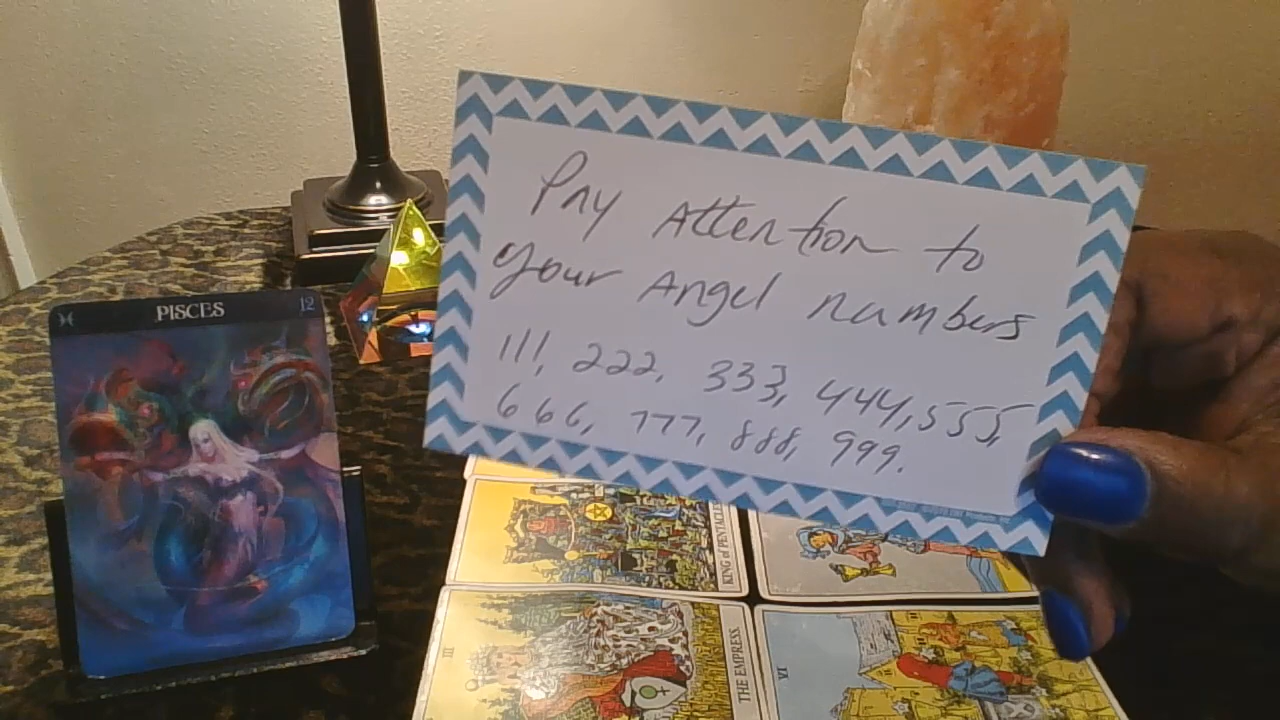 Pay Attention to
your Angel numbers
111, 222, 333, 444, 555,
666, 777, 888, 999.
PISCES
12
KING of PENTACLES
III
THE EMPRESS.
VI